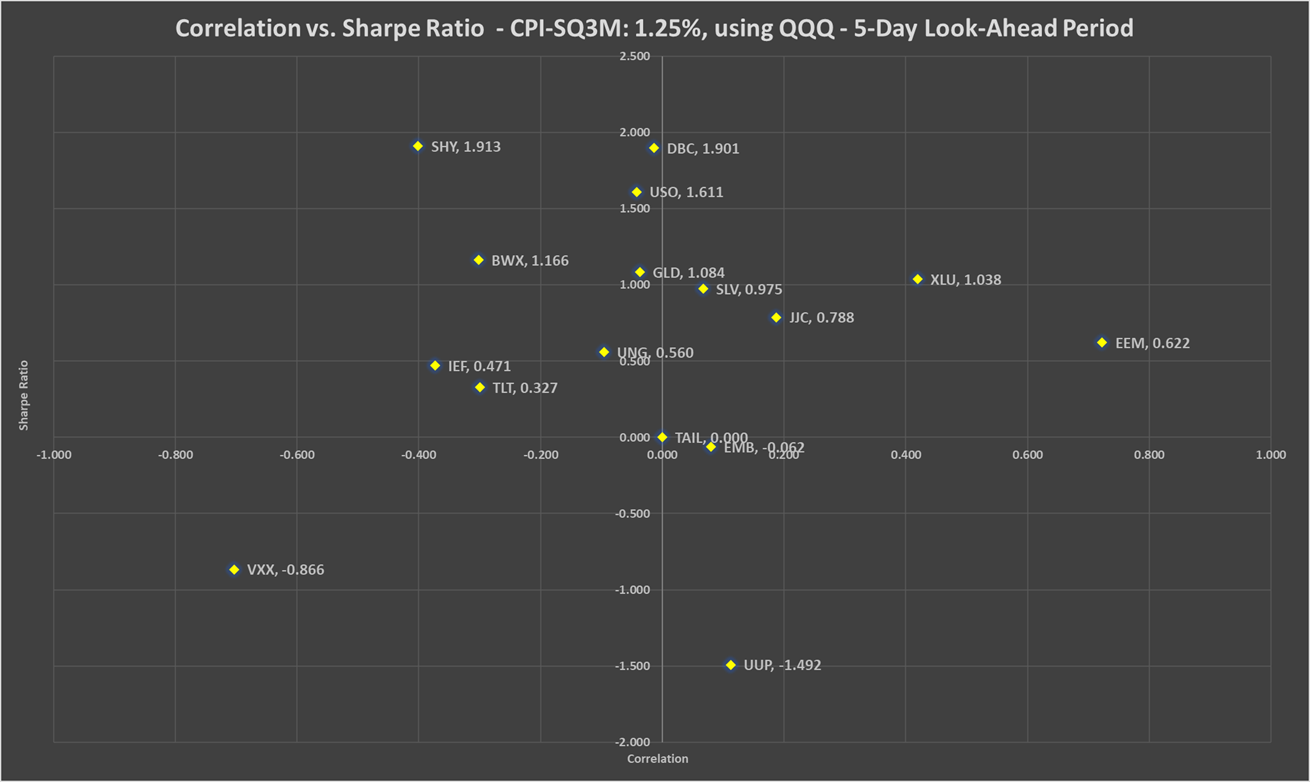 Correlation vs. Sharpe Ratio - CPI-SQ3M: 1.25%, using QQQ - 5-Day Look-Ahead Period
2.500
2.000
SHY, 1.913
DBC, 1.901
USO, 1.611
1.500
BWX, 1.166
GLD, 1.084
XLU, 1.038
1.000
SLV, 0.975
JJC, 0.788
EEM, 0.622
UNG, 0.560
0.500
IEF, 0.471
TLT, 0.327
Sharpe Ratio
0.000
TAIL, 0.000
EMB, -0.062
-1.000 -0.800 -0.600 -0.400 -0.200 0.000 0.200 0.400 0.600 0.800 1.000
-0.500
VXX, -0.866
-1.000
-1.500
UUP, -1.492
-2.000
Correlation